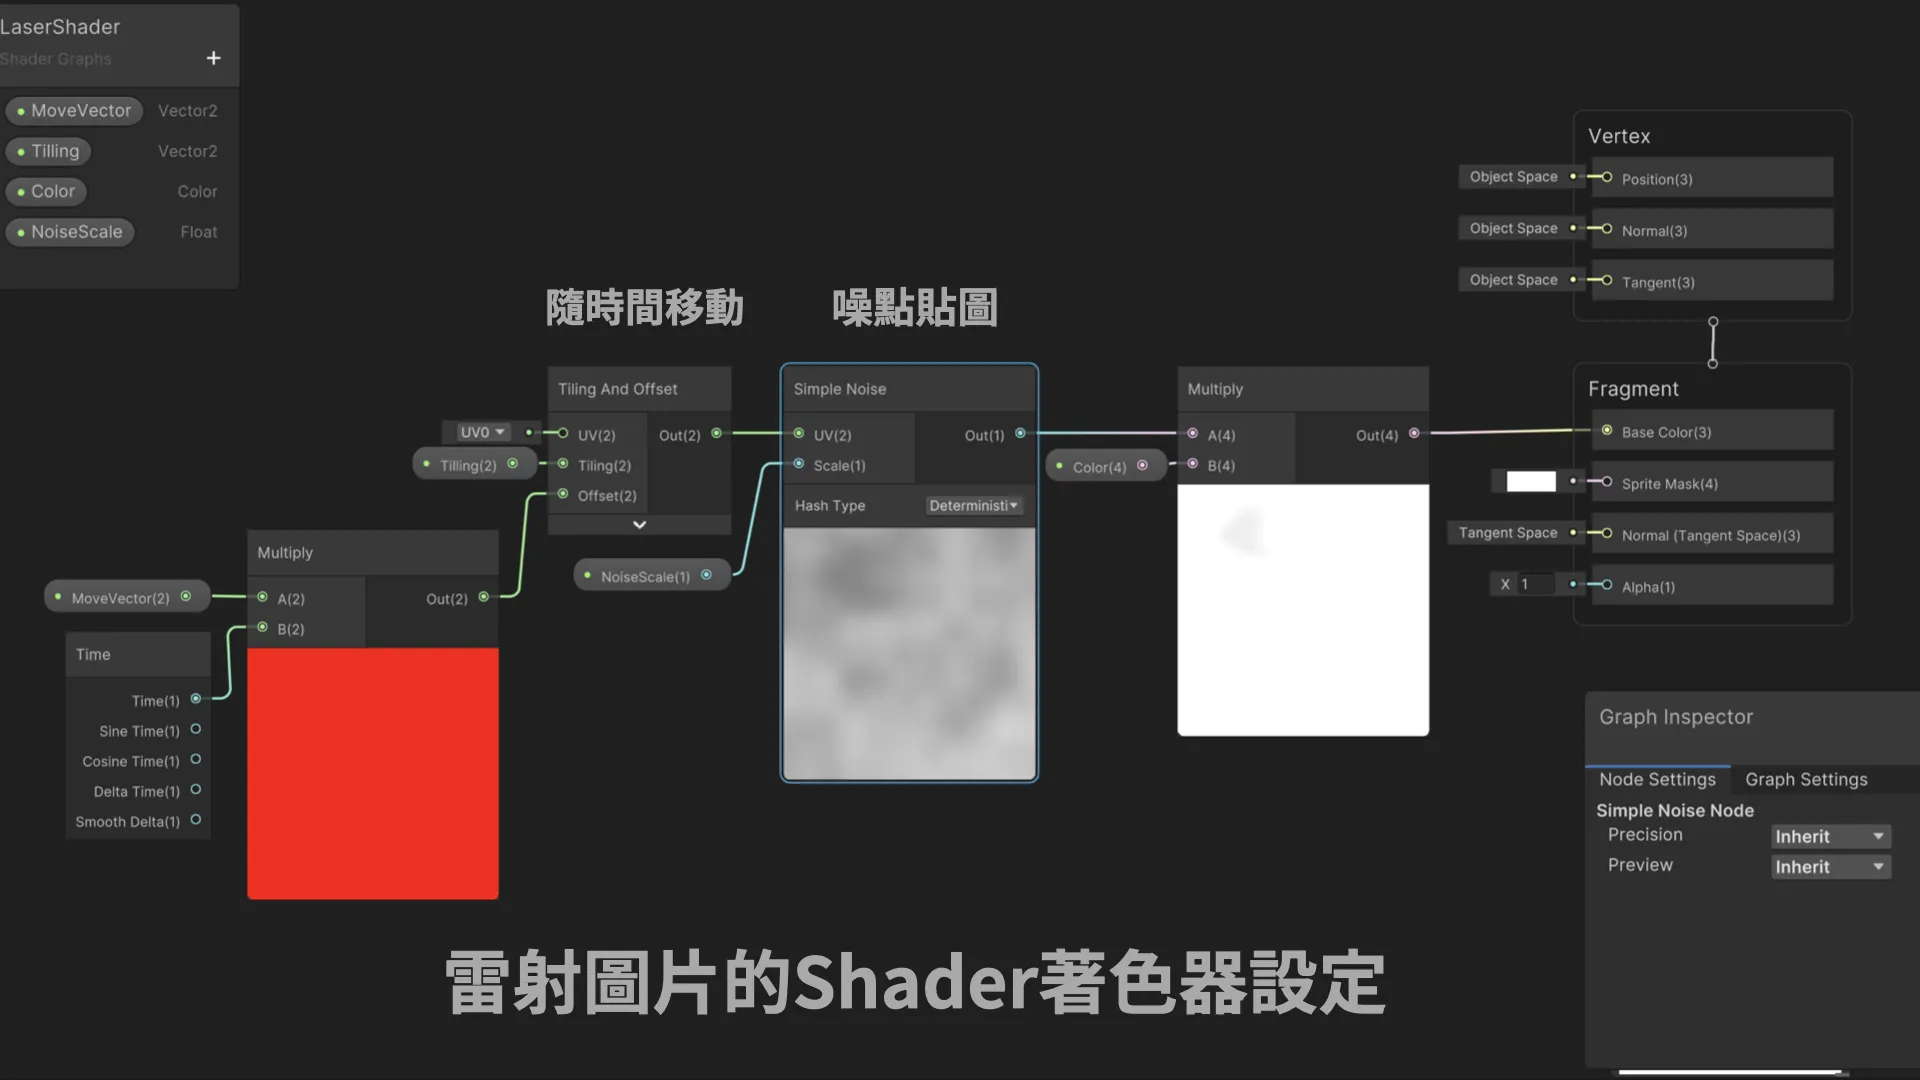 LaserShader
Shader Graphs
+
MoveVector Vector2
Tilling Vector2
Color Color
NoiseScale Float
隨時間移動
噪點貼圖
Tiling And Offset
UV0
UV(2)
Out(2)
Tilling(2)
Tiling(2)
Offset(2)
Simple Noise
UV(2)
Out(1)
Scale(1)
Hash Type
Deterministi
NoiseScale(1)
Multiply
MoveVector(2)
A(2)
Out(2)
B(2)
Time
Time(1)
Sine Time(1)
Cosine Time(1)
Delta Time(1)
Smooth Delta(1)
Multiply
A(4)
Out(4)
Color(4)
B(4)
Vertex
Object Space
Position(3)
Object Space
Normal(3)
Object Space
Tangent(3)
Fragment
Base Color(3)
Sprite Mask(4)
Tangent Space
Normal (Tangent Space)(3)
X 1
Alpha(1)
Graph Inspector
Node Settings Graph Settings
Simple Noise Node
Precision Inherit
Preview Inherit
雷射圖片的Shader著色器設定